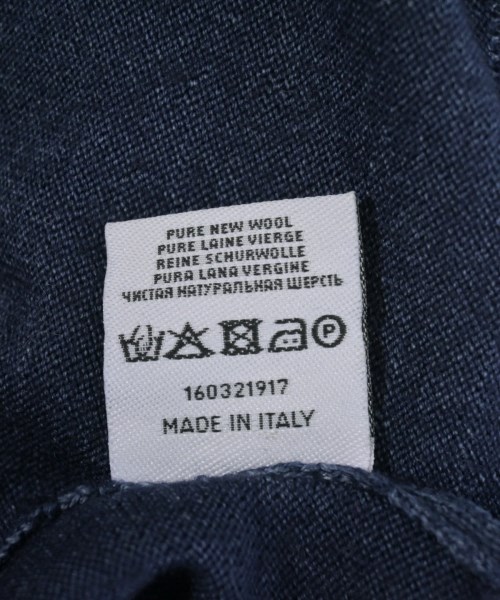 PURE NEW WOOL
PURE LAINE VIERGE
REINE SCHURWOLLE
PURA LANA VERGINE
ЧИСТАЯ НАТУРАЛЬНАЯ ШЕРСТЬ
P
160321917
MADE IN ITALY